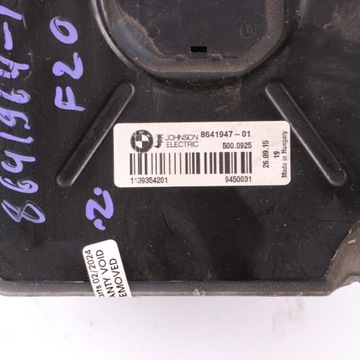 8641964-
F20
-2-
JOHNSON ELECTRIC
8641947-01
500.0925
1139354201
9450031
26.09.15
19
Made in Hungary
02.2024
ANTY VOID
REMOVED